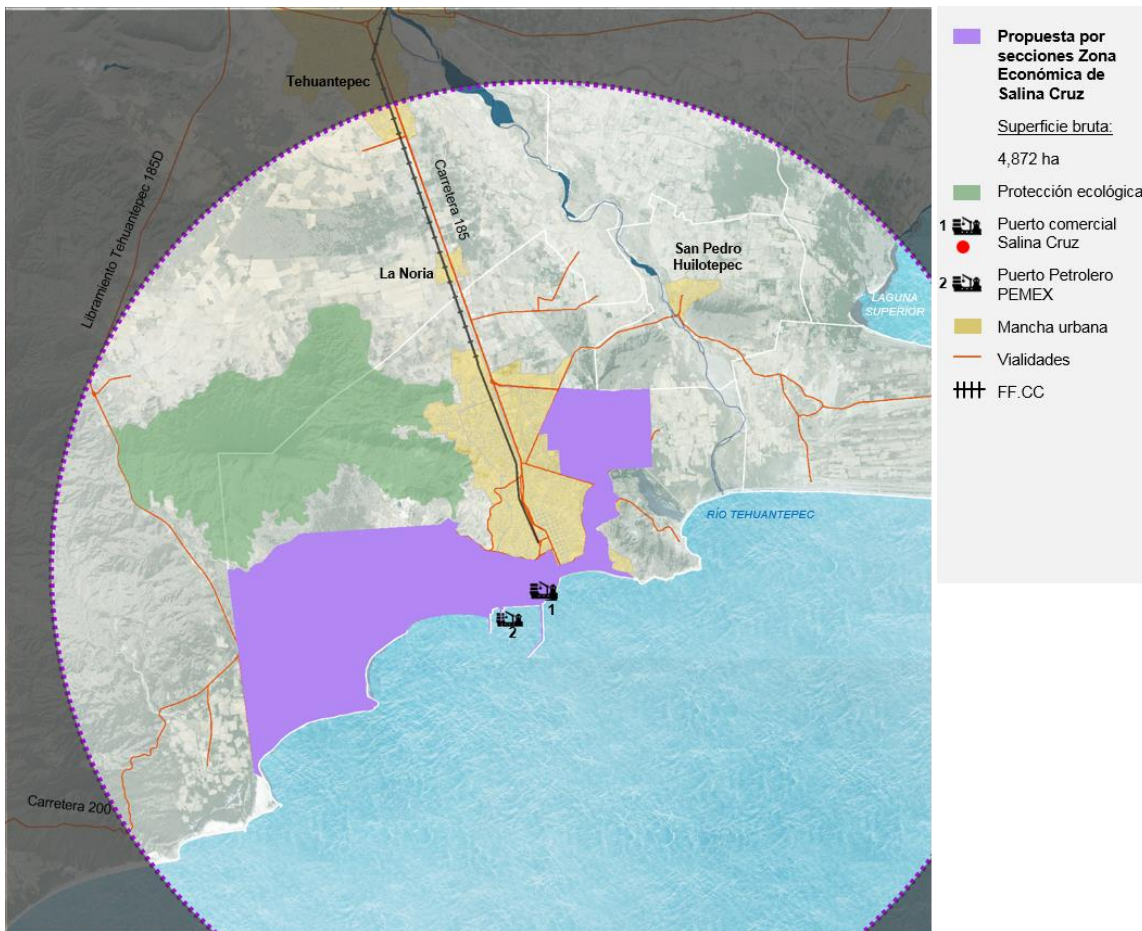 Tehuantepec
Libramiento Tehuantepec 185D
Carretera 185
La Noria
San Pedro
Huilotepec
LAGUNA
SUPERIOR
RÍO TEHUANTEPEC
1
2
Carretera 200
Propuesta por
secciones Zona
Económica de
Salina Cruz
Superficie bruta:
4,872 ha
Protección ecológica
1 Puerto comercial
Salina Cruz
2 Puerto Petrolero
PEMEX
Mancha urbana
Vialidades
FF.CC